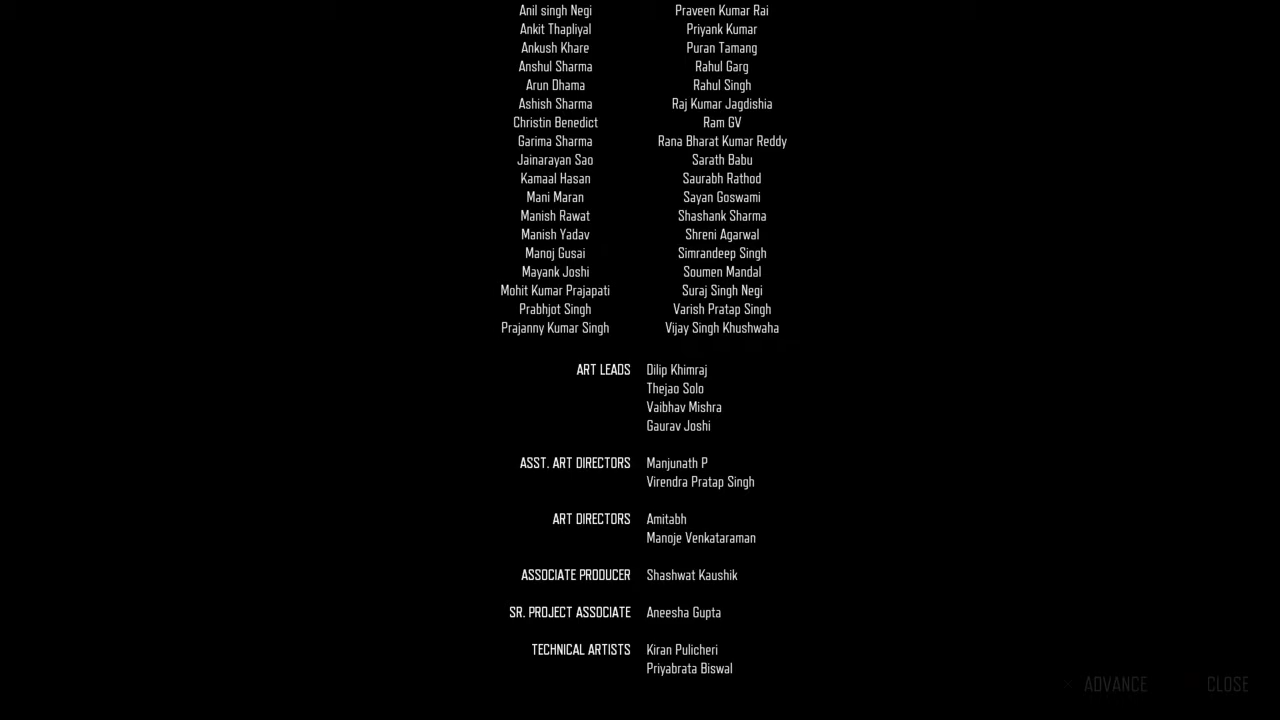 Anil singh Negi
Ankit Thapliyal
Ankush Khare
Anshul Sharma
Arun Dhama
Ashish Sharma
Christin Benedict
Garima Sharma
Jainarayan Sao
Kamaal Hasan
Mani Maran
Manish Rawat
Manish Yadav
Manoj Gusai
Mayank Joshi
Mohit Kumar Prajapati
Prabhjot Singh
Prajanny Kumar Singh
Praveen Kumar Rai
Priyank Kumar
Puran Tamang
Rahul Garg
Rahul Singh
Raj Kumar Jagdishia
Ram GV
Rana Bharat Kumar Reddy
Sarath Babu
Saurabh Rathod
Sayan Goswami
Shashank Sharma
Shreni Agarwal
Simrandeep Singh
Soumen Mandal
Suraj Singh Negi
Varish Pratap Singh
Vijay Singh Khushwaha
ART LEADS Dilip Khimraj
Thejao Solo
Vaibhav Mishra
Gaurav Joshi
ASST. ART DIRECTORS Manjunath P
Virendra Pratap Singh
ART DIRECTORS Amitabh
Manoje Venkataraman
ASSOCIATE PRODUCER Shashwat Kaushik
SR. PROJECT ASSOCIATE Aneesha Gupta
TECHNICAL ARTISTS Kiran Pulicheri
Priyabrata Biswal
ADVANCE CLOSE